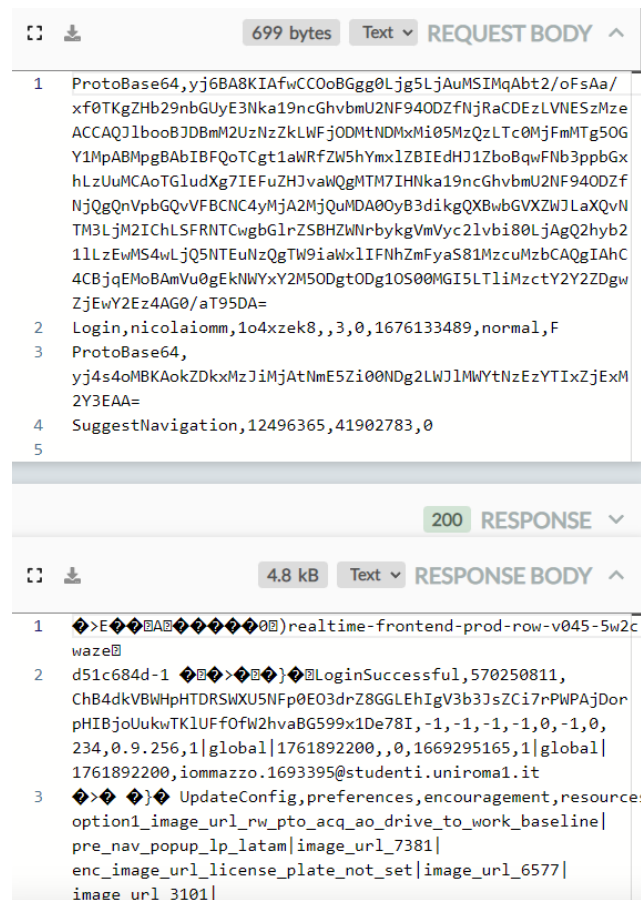 699 bytes Text REQUEST BODY
1 ProtoBase64,yj6BA8KIAfwCCOoBGgg0Ljg5LjAuMSIMqAbt2/oFsAa/
xf0TKgZHb29nbGUyE3Nka19ncGhvbmU2NF94ODZfNjRaCDEzLVNESzMze
ACCAQJlbooBJDBmM2UzNzZkLWFjODMtNDMxMi05MzQzLTc0MjFmMTg5OG
Y1MpABMpgBAbIBFQoTCgt1aWRfZW5hYmxlZBIEdHJ1ZboBqwFNb3ppbGx
hLzUuMCAoTGludXg7IEFuZHJvaWQgMTM7IHNka19ncGhvbmU2NF94ODZf
NjQgQnVpbGQvVFBCNC4yMjA2MjQuMDA0OyB3dikgQXBwbGVXZWJLaXQvN
TM3LjM2IChLSFRNTCwgbGlrZSBHZWNrbykgVmVyc2lvbi80LjAgQ2hyb2
1lLzEwMS4wLjQ5NTEuNzQgTW9iaWxlIFNhZmFyaS81MzcuMzbCAQgIAhC
4CBjqEMoBAmVu0gEkNWYxY2M5ODgtODg1OS00MGI5LTliMzctY2Y2ZDgw
ZjEwY2Ez4AG0/aT95DA=
2 Login,nicolaiomm,1o4xzek8,,3,0,1676133489,normal,F
3 ProtoBase64,
yj4s4oMBKAokZDkxMzJiMjAtNmE5Zi00NDg2LWJlMWYtNzEzYTIxZjExM
2Y3EAA=
4 SuggestNavigation,12496365,41902783,0
5
200 RESPONSE
4.8 kB Text RESPONSE BODY
1 �>E��A�����0)realtime-frontend-prod-row-v045-5w2c
waze
2 d51c684d-1 ��>��}�LoginSuccessful,570250811,
ChB4dkVBWHpHTDRSWXU5NFp0EO3drZ8GGLEhIgV3b3JsZCi7rPWPAjDor
pHIBjoUukwTKlUFfOfW2hvaBG599x1De78I,-1,-1,-1,-1,0,-1,0,
234,0.9.256,1|global|1761892200,,0,1669295165,1|global|
1761892200,iommazzo.1693395@studenti.uniroma1.it
3 �>� �}� UpdateConfig,preferences,encouragement,resources
option1_image_url_rw_pto_acq_ao_drive_to_work_baseline|
pre_nav_popup_lp_latam|image_url_7381|
enc_image_url_license_plate_not_set|image_url_6577|
image_url_3101|